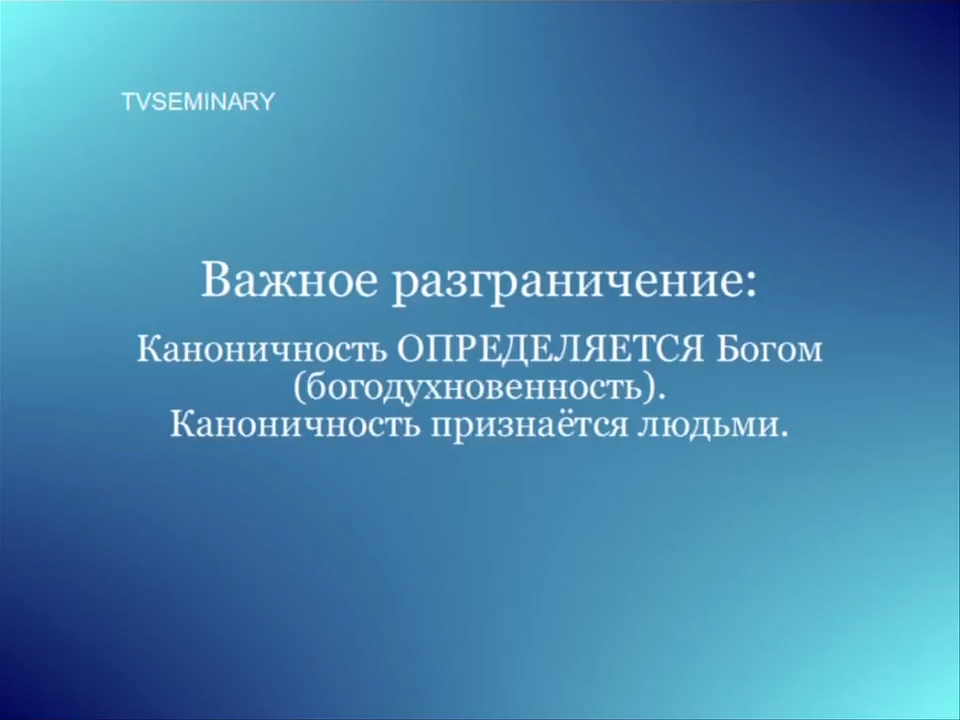 TVSEMINARY
Важное разграничение:
Каноничность ОПРЕДЕЛЯЕТСЯ Богом
(богодухновенность).
Каноничность признаётся людьми.